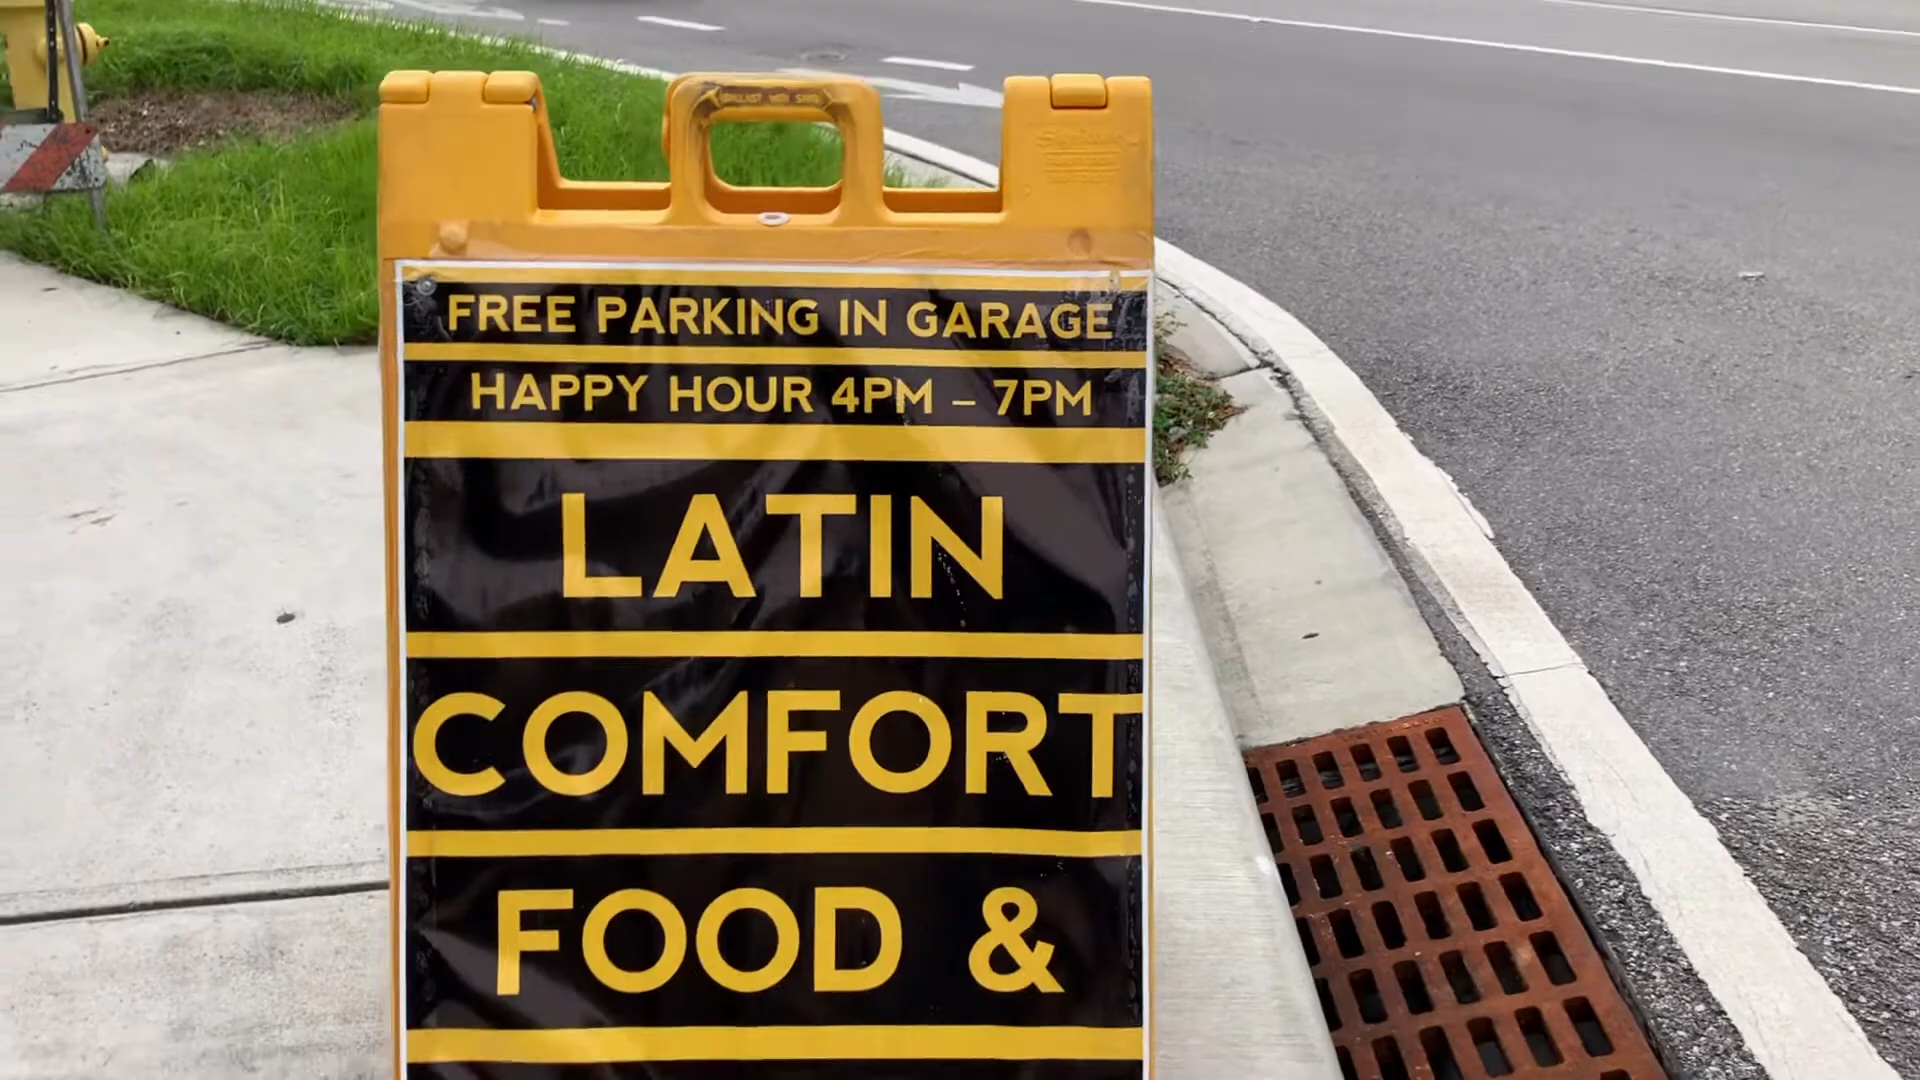 FREE PARKING IN GARAGE
HAPPY HOUR 4PM – 7PM
LATIN
COMFORT
FOOD &